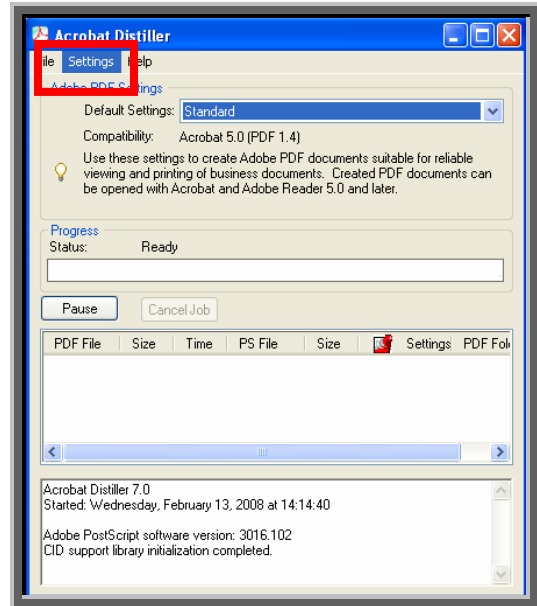 Acrobat Distiller
ile Settings Help
Adobe PDF Settings
Default Settings: Standard
Compatibility: Acrobat 5.0 (PDF 1.4)
Use these settings to create Adobe PDF documents suitable for reliable
viewing and printing of business documents. Created PDF documents can
be opened with Acrobat and Adobe Reader 5.0 and later.
Progress
Status: Ready
Pause Cancel Job
PDF File Size Time PS File Size Settings PDF Fol
Acrobat Distiller 7.0
Started: Wednesday, February 13, 2008 at 14:14:40
Adobe PostScript software version: 3016.102
CID support library initialization completed.